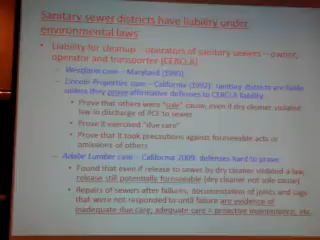 Sanitary sewer districts have liability under
environmental laws
• Liability for cleanup – operators of sanitary sewers – owner,
operator and transporter (CERCLA)
– Westfarm case – Maryland (1995)
– Lincoln Properties case – California (1992): sanitary districts are liable
unless they prove affirmative defenses to CERCLA liability
• Prove that others were "sole" cause, even if dry cleaner violated
law in discharge of PCE to sewer
• Prove it exercised "due care"
• Prove that it took precautions against foreseeable acts or
omissions of others
– Adobe Lumber case – California 2009: defenses hard to prove
• Found that even if release to sewer by dry cleaner violated a law,
release still potentially foreseeable (dry cleaner not sole cause)
• Repairs of sewers after failures, documentation of joints and sags
that were not responded to until failure are evidence of
inadequate due care; adequate care = proactive maintenance, etc.